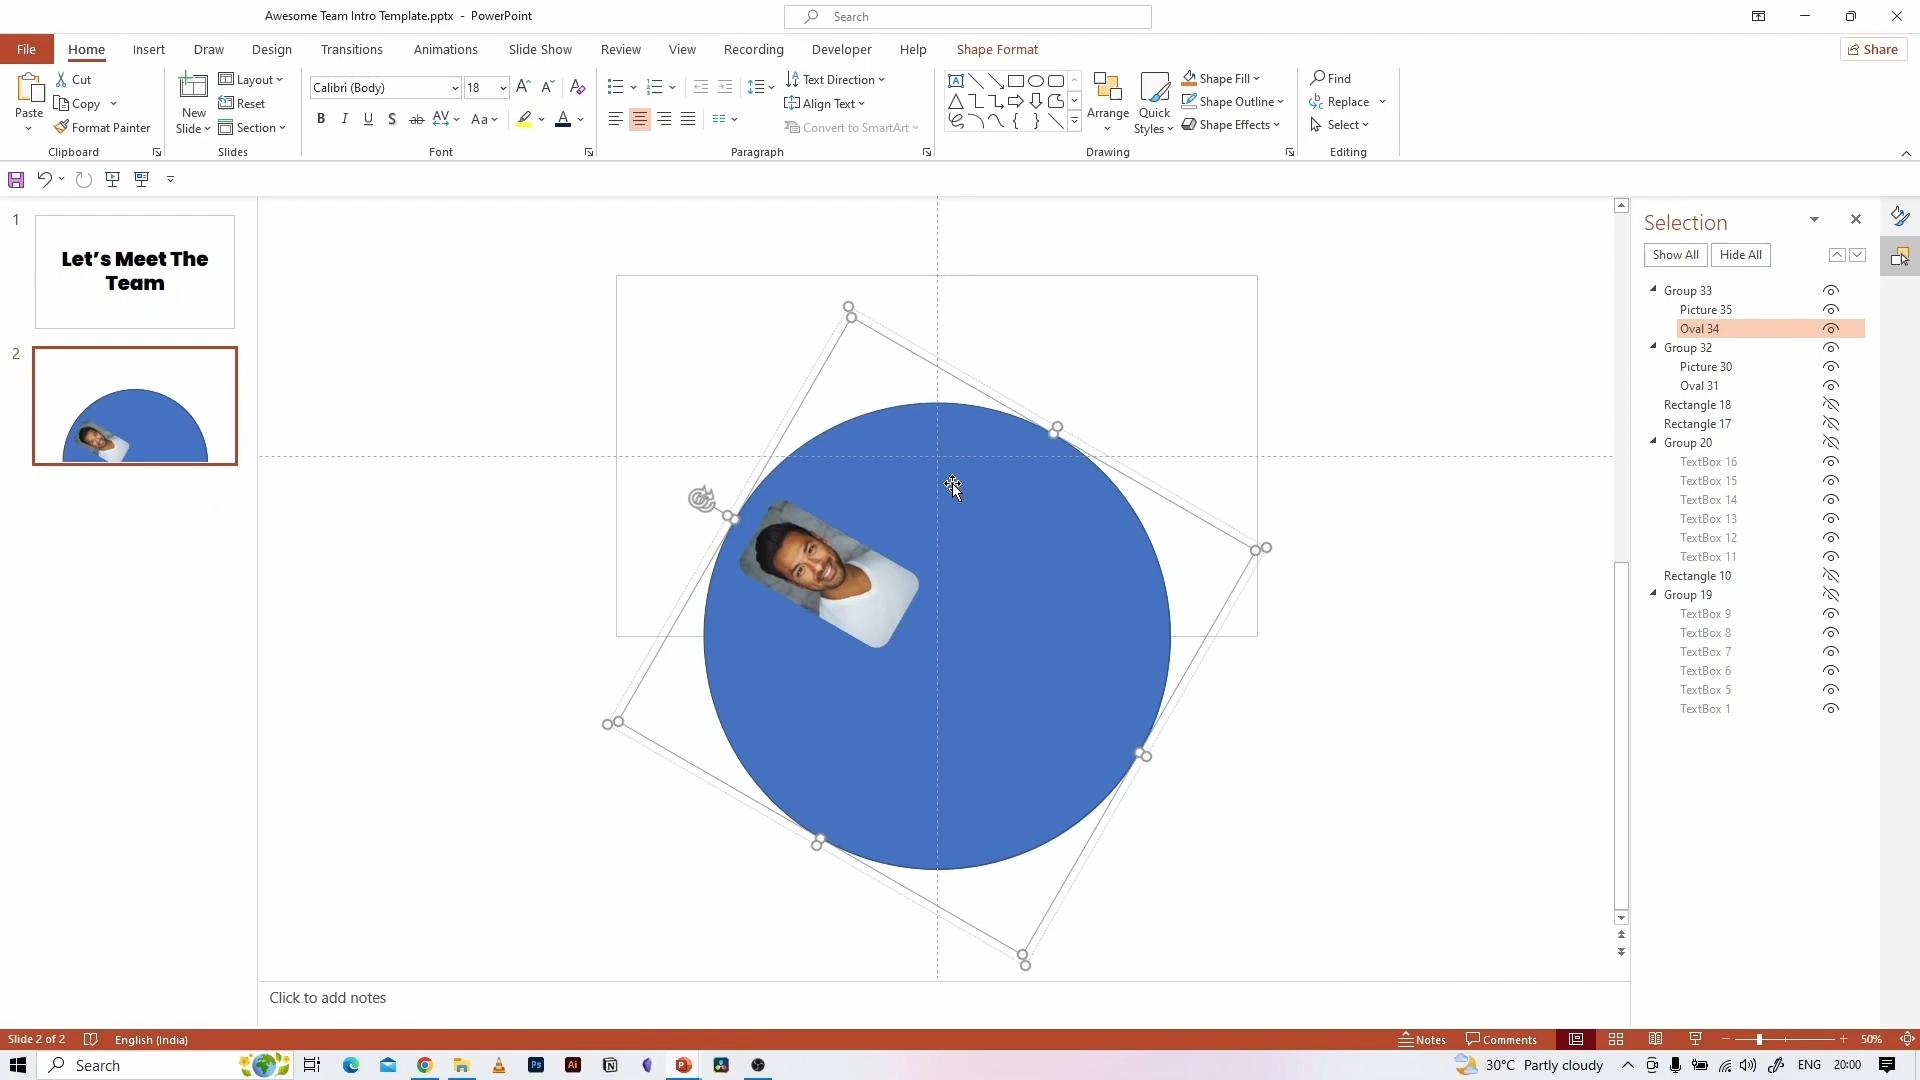 Awesome Team Intro Template.pptx - PowerPoint
Search
File
Home
Insert
Draw
Design
Transitions
Animations
Slide Show
Review
View
Recording
Developer
Help
Shape Format
Share
Paste
Cut
Copy
Format Painter
Clipboard
New
Slide
Layout
Reset
Section
Slides
Calibri (Body)
18
Font
Text Direction
Align Text
Convert to SmartArt
Paragraph
Arrange
Quick
Styles
Shape Fill
Shape Outline
Shape Effects
Drawing
Find
Replace
Select
Editing
1
Let's Meet The
Team
2
Selection
Show All
Hide All
Group 33
Picture 35
Oval 34
Group 32
Picture 30
Oval 31
Rectangle 18
Rectangle 17
Group 20
TextBox 16
TextBox 15
TextBox 14
TextBox 13
TextBox 12
TextBox 11
Rectangle 10
Group 19
TextBox 9
TextBox 8
TextBox 7
TextBox 6
TextBox 5
TextBox 1
Click to add notes
Slide 2 of 2
English (India)
Notes
Comments
50%
Search
30°C Partly cloudy
ENG
20:00